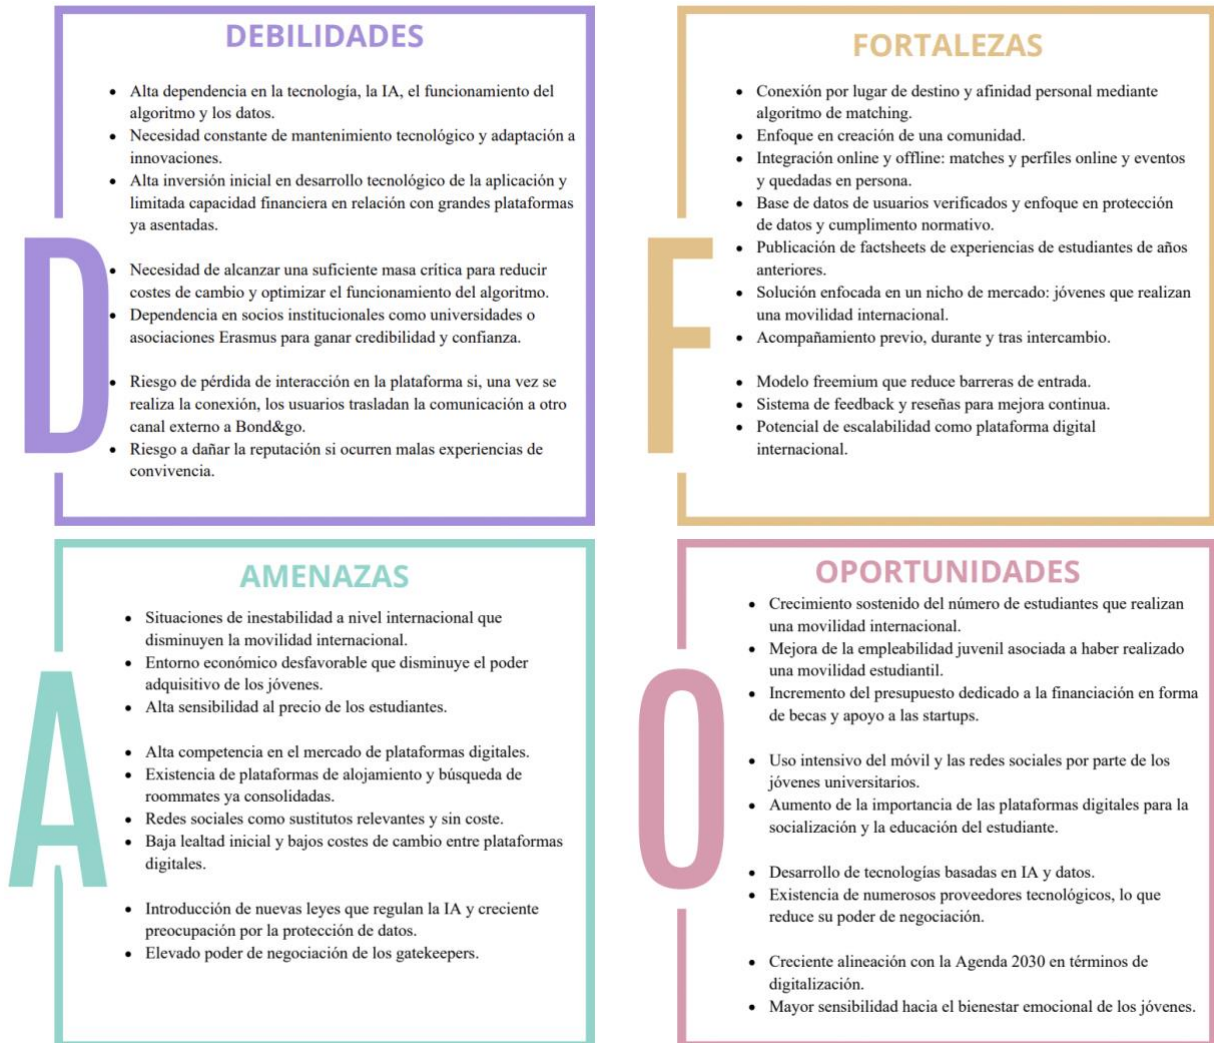 DEBILIDADES
• Alta dependencia en la tecnología, la IA, el funcionamiento del
algoritmo y los datos.
• Necesidad constante de mantenimiento tecnológico y adaptación a
innovaciones.
• Alta inversión inicial en desarrollo tecnológico de la aplicación y
limitada capacidad financiera en relación con grandes plataformas
ya asentadas.
• Necesidad de alcanzar una suficiente masa crítica para reducir
costes de cambio y optimizar el funcionamiento del algoritmo.
• Dependencia en socios institucionales como universidades o
asociaciones Erasmus para ganar credibilidad y confianza.
• Riesgo de pérdida de interacción en la plataforma si, una vez se
realiza la conexión, los usuarios trasladan la comunicación a otro
canal externo a Bond&go.
• Riesgo a dañar la reputación si ocurren malas experiencias de
convivencia.
D
FORTALEZAS
• Conexión por lugar de destino y afinidad personal mediante
algoritmo de matching.
• Enfoque en creación de una comunidad.
• Integración online y offline: matches y perfiles online y eventos
y quedadas en persona.
• Base de datos de usuarios verificados y enfoque en protección
de datos y cumplimento normativo.
• Publicación de factsheets de experiencias de estudiantes de años
anteriores.
• Solución enfocada en un nicho de mercado: jóvenes que realizan
una movilidad internacional.
• Acompañamiento previo, durante y tras intercambio.
• Modelo freemium que reduce barreras de entrada.
• Sistema de feedback y reseñas para mejora continua.
• Potencial de escalabilidad como plataforma digital
internacional.
F
AMENAZAS
• Situaciones de inestabilidad a nivel internacional que
disminuyen la movilidad internacional.
• Entorno económico desfavorable que disminuye el poder
adquisitivo de los jóvenes.
• Alta sensibilidad al precio de los estudiantes.
• Alta competencia en el mercado de plataformas digitales.
• Existencia de plataformas de alojamiento y búsqueda de
roommates ya consolidadas.
• Redes sociales como sustitutos relevantes y sin coste.
• Baja lealtad inicial y bajos costes de cambio entre plataformas
digitales.
• Introducción de nuevas leyes que regulan la IA y creciente
preocupación por la protección de datos.
• Elevado poder de negociación de los gatekeepers.
A
OPORTUNIDADES
• Crecimiento sostenido del número de estudiantes que realizan
una movilidad internacional.
• Mejora de la empleabilidad juvenil asociada a haber realizado
una movilidad estudiantil.
• Incremento del presupuesto dedicado a la financiación en forma
de becas y apoyo a las startups.
• Uso intensivo del móvil y las redes sociales por parte de los
jóvenes universitarios.
• Aumento de la importancia de las plataformas digitales para la
socialización y la educación del estudiante.
• Desarrollo de tecnologías basadas en IA y datos.
• Existencia de numerosos proveedores tecnológicos, lo que
reduce su poder de negociación.
• Creciente alineación con la Agenda 2030 en términos de
digitalización.
• Mayor sensibilidad hacia el bienestar emocional de los jóvenes.
O